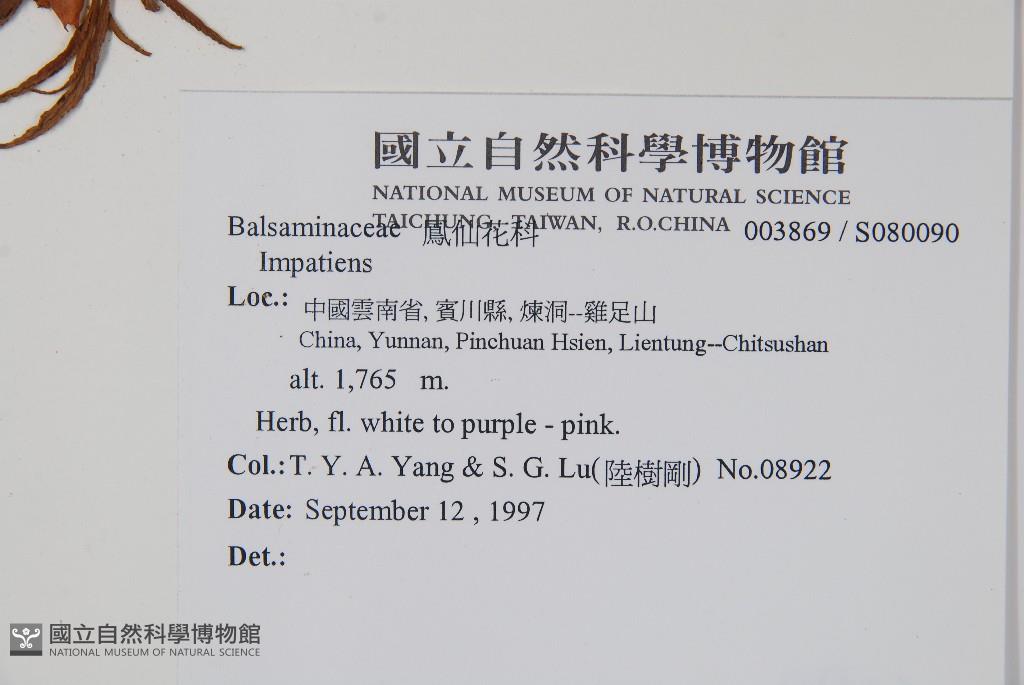 國立自然科學博物館
NATIONAL MUSEUM OF NATURAL SCIENCE
TAICHUNG, TAIWAN, R.O.CHINA
Balsaminaceae 鳳仙花科 003869 / S080090
Impatiens
Loc.: 中國雲南省, 賓川縣, 煉洞--雞足山
China, Yunnan, Pinchuan Hsien, Lientung--Chitsushan
alt. 1,765 m.
Herb, fl. white to purple - pink.
Col.: T. Y. A. Yang & S. G. Lu(陸樹剛) No.08922
Date: September 12 , 1997
Det.:
國立自然科學博物館
NATIONAL MUSEUM OF NATURAL SCIENCE